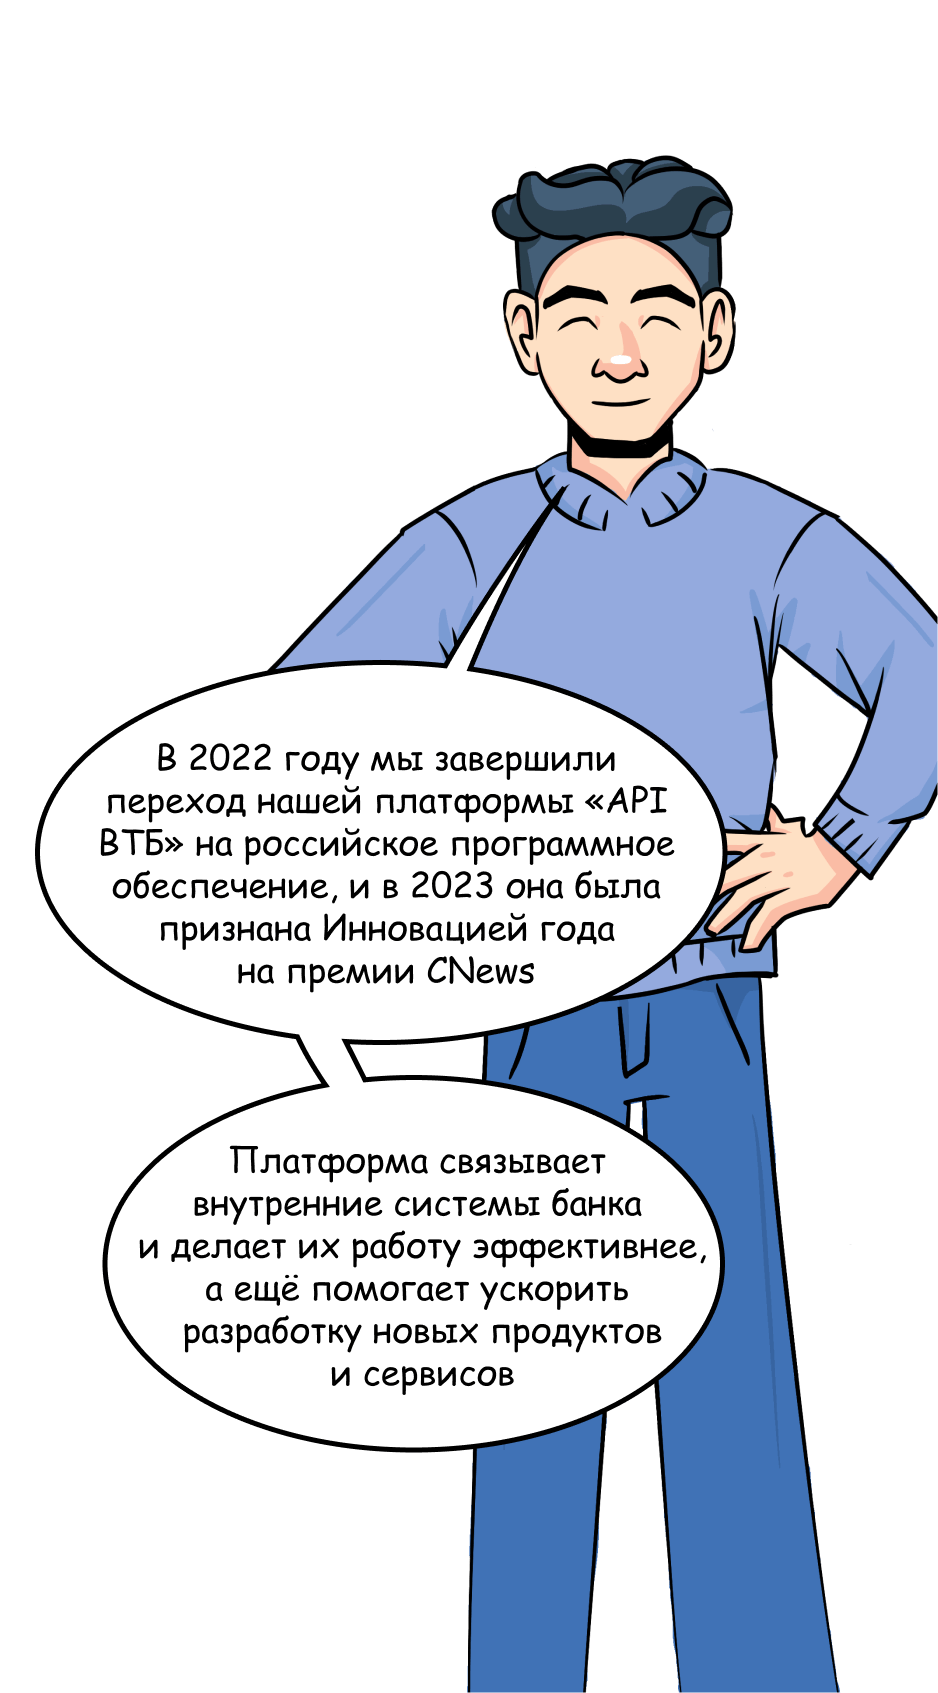 В 2022 году мы завершили
переход нашей платформы «API
ВТБ» на российское программное
обеспечение, и в 2023 она была
признана Инновацией года
на премии CNews
Платформа связывает
внутренние системы банка
и делает их работу эффективнее,
а ещё помогает ускорить
разработку новых продуктов
и сервисов